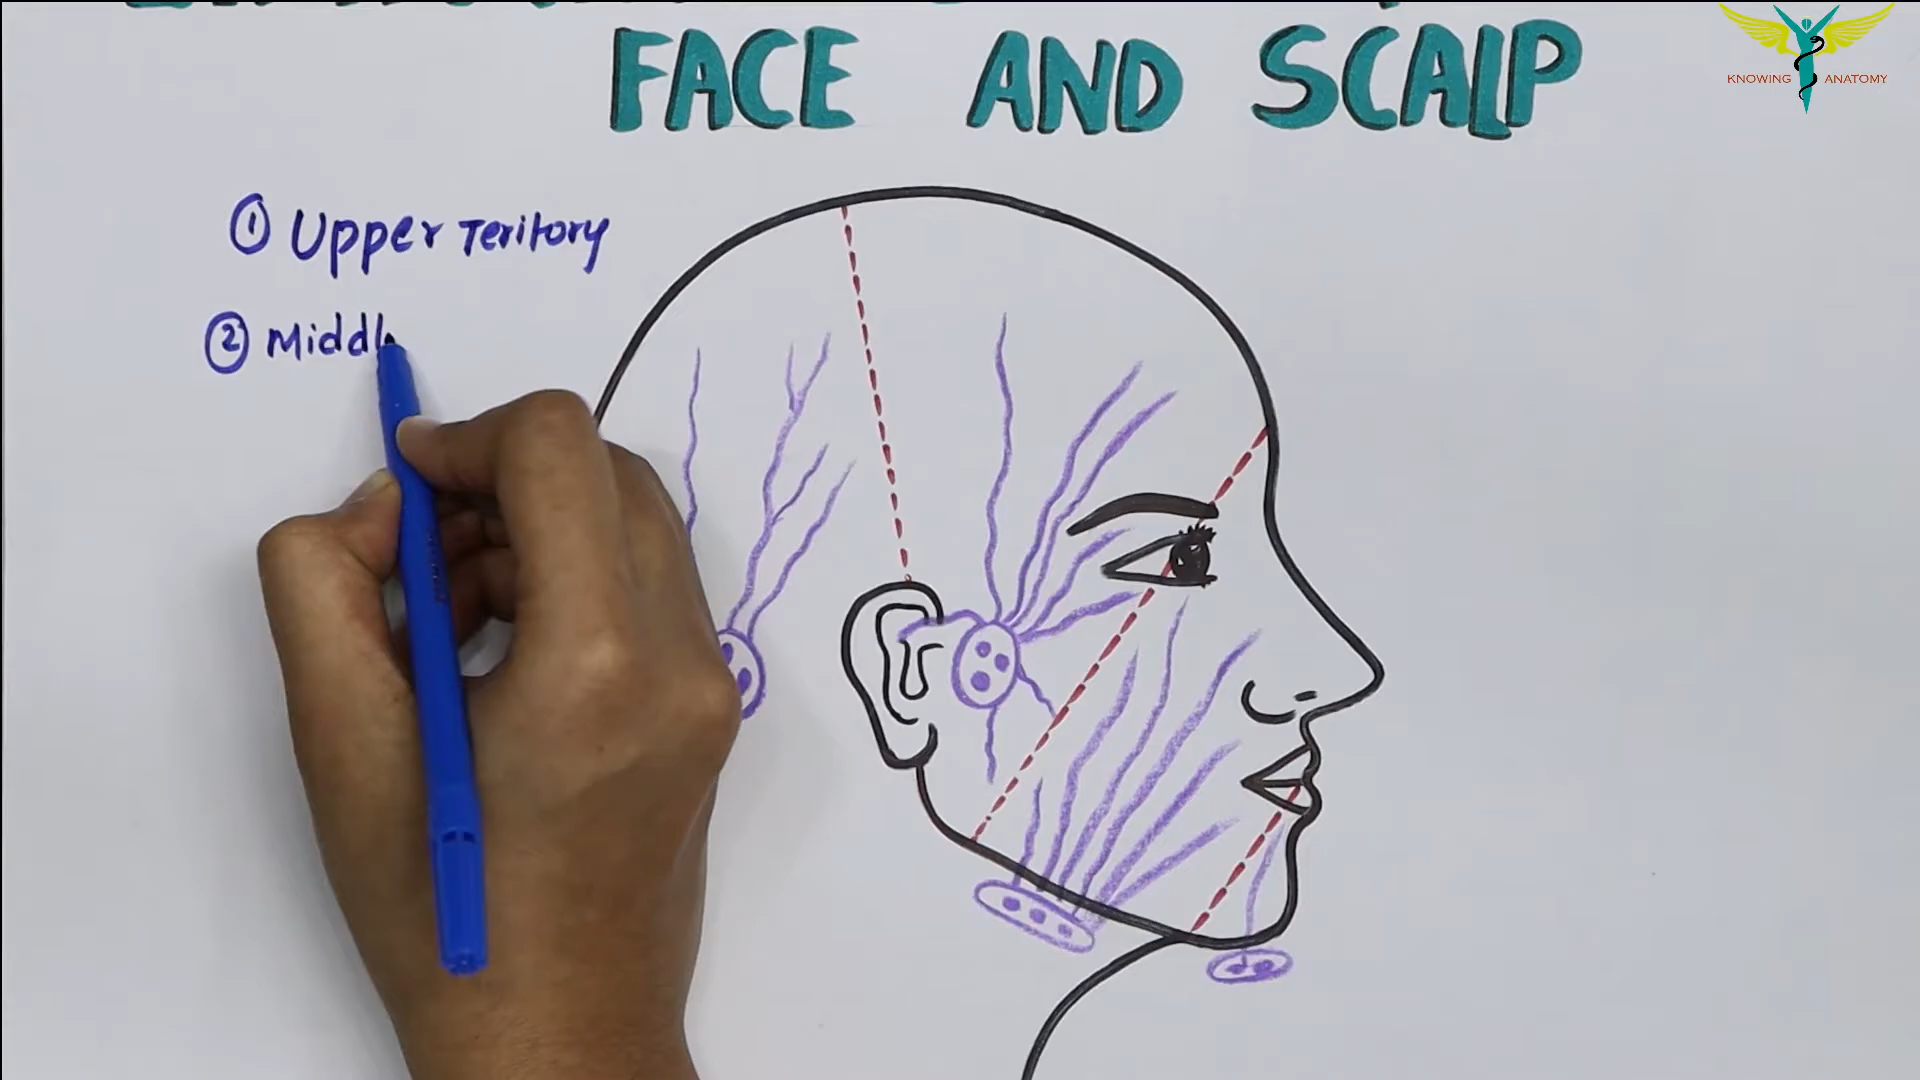 FACE AND SCALP
KNOWING ANATOMY
① Upper Teritory
② Middl